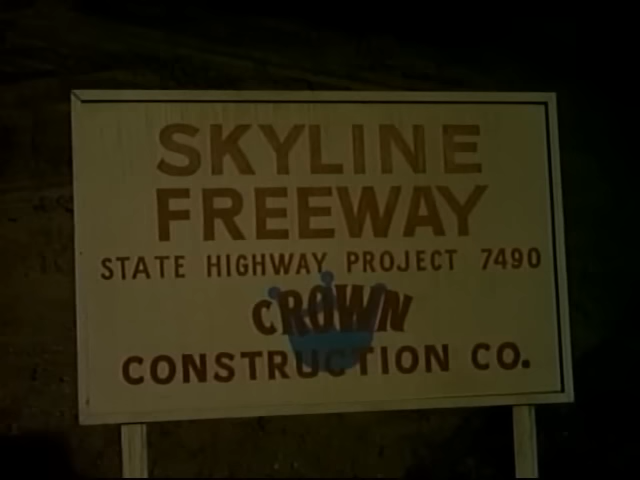 SKYLINE
FREEWAY
STATE HIGHWAY PROJECT 7490
CROWN
CONSTRUCTION CO.